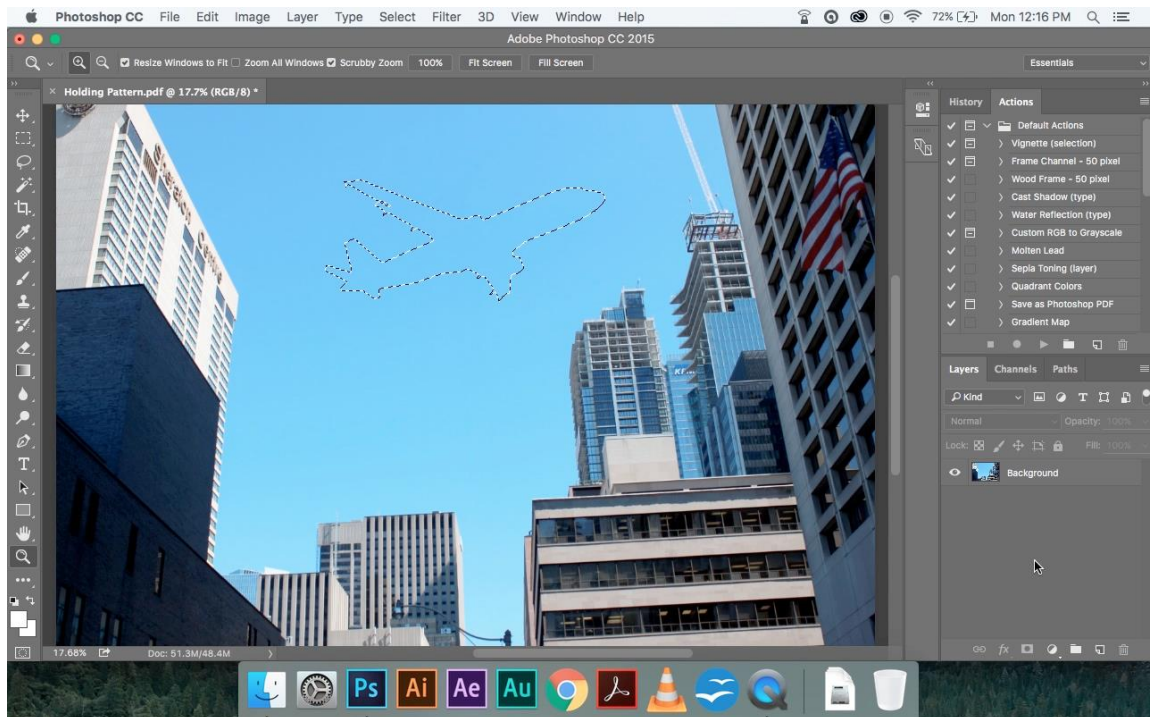 Photoshop CC File Edit Image Layer Type Select Filter 3D View Window Help 72% Mon 12:16 PM
Adobe Photoshop CC 2015
Resize Windows to Fit Zoom All Windows Scrubby Zoom 100% Fit Screen Fill Screen Essentials
× Holding Pattern.pdf @ 17.7% (RGB/8) *
History Actions
Default Actions
Vignette (selection)
Frame Channel - 50 pixel
Wood Frame - 50 pixel
Cast Shadow (type)
Water Reflection (type)
Custom RGB to Grayscale
Molten Lead
Sepia Toning (layer)
Quadrant Colors
Save as Photoshop PDF
Gradient Map
Sheraton Centre
Layers Channels Paths
Kind
Normal Opacity: 100%
Lock: Fill: 100%
Background
17.68% Doc: 51.3M/48.4M
Ps Ai Ae Au